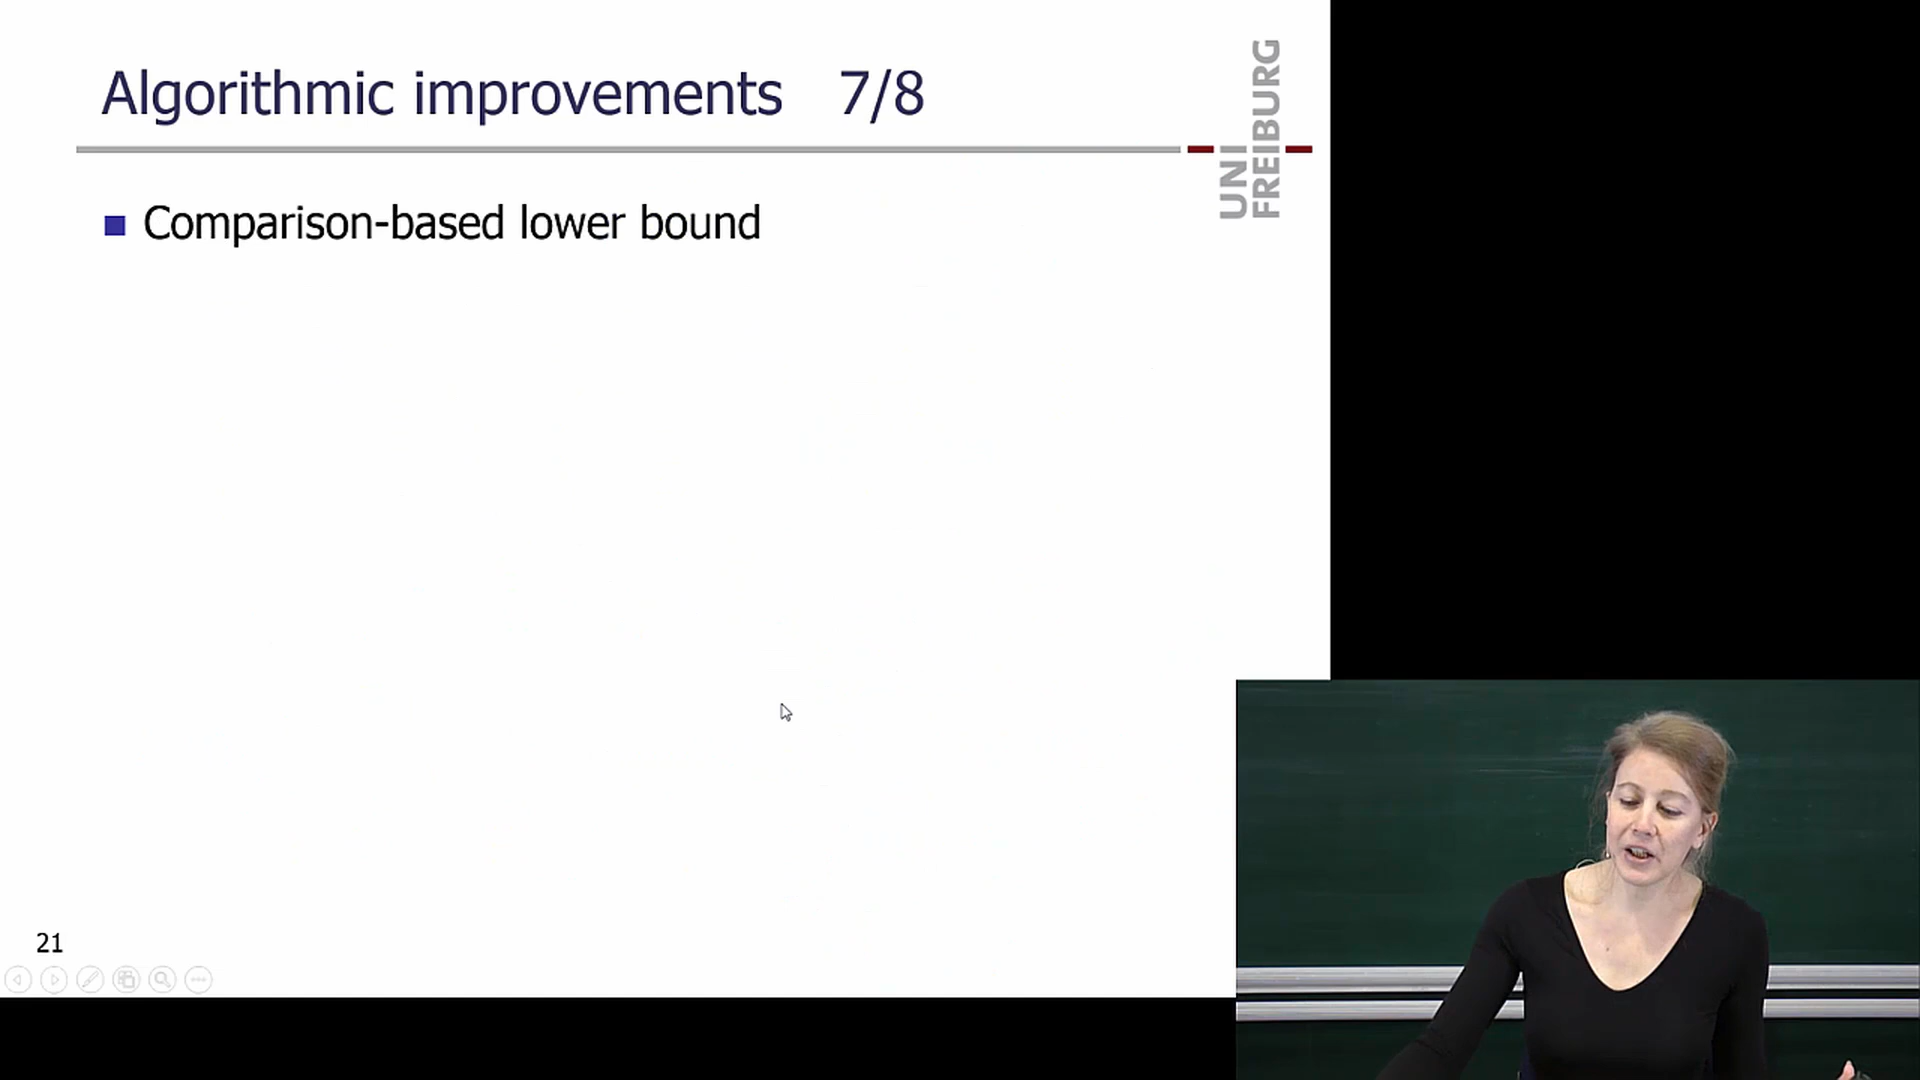 Algorithmic improvements 7/8
UNI
FREIBURG
Comparison-based lower bound
21